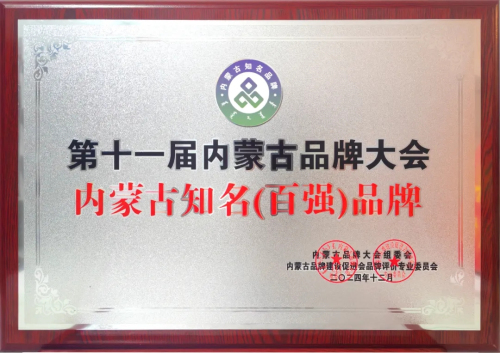 内蒙古知名品牌
第十一届内蒙古品牌大会
内蒙古知名(百强)品牌
内蒙古品牌大会组委会
内蒙古品牌建设促进会品牌评价专业委员会
二〇二四年十二月